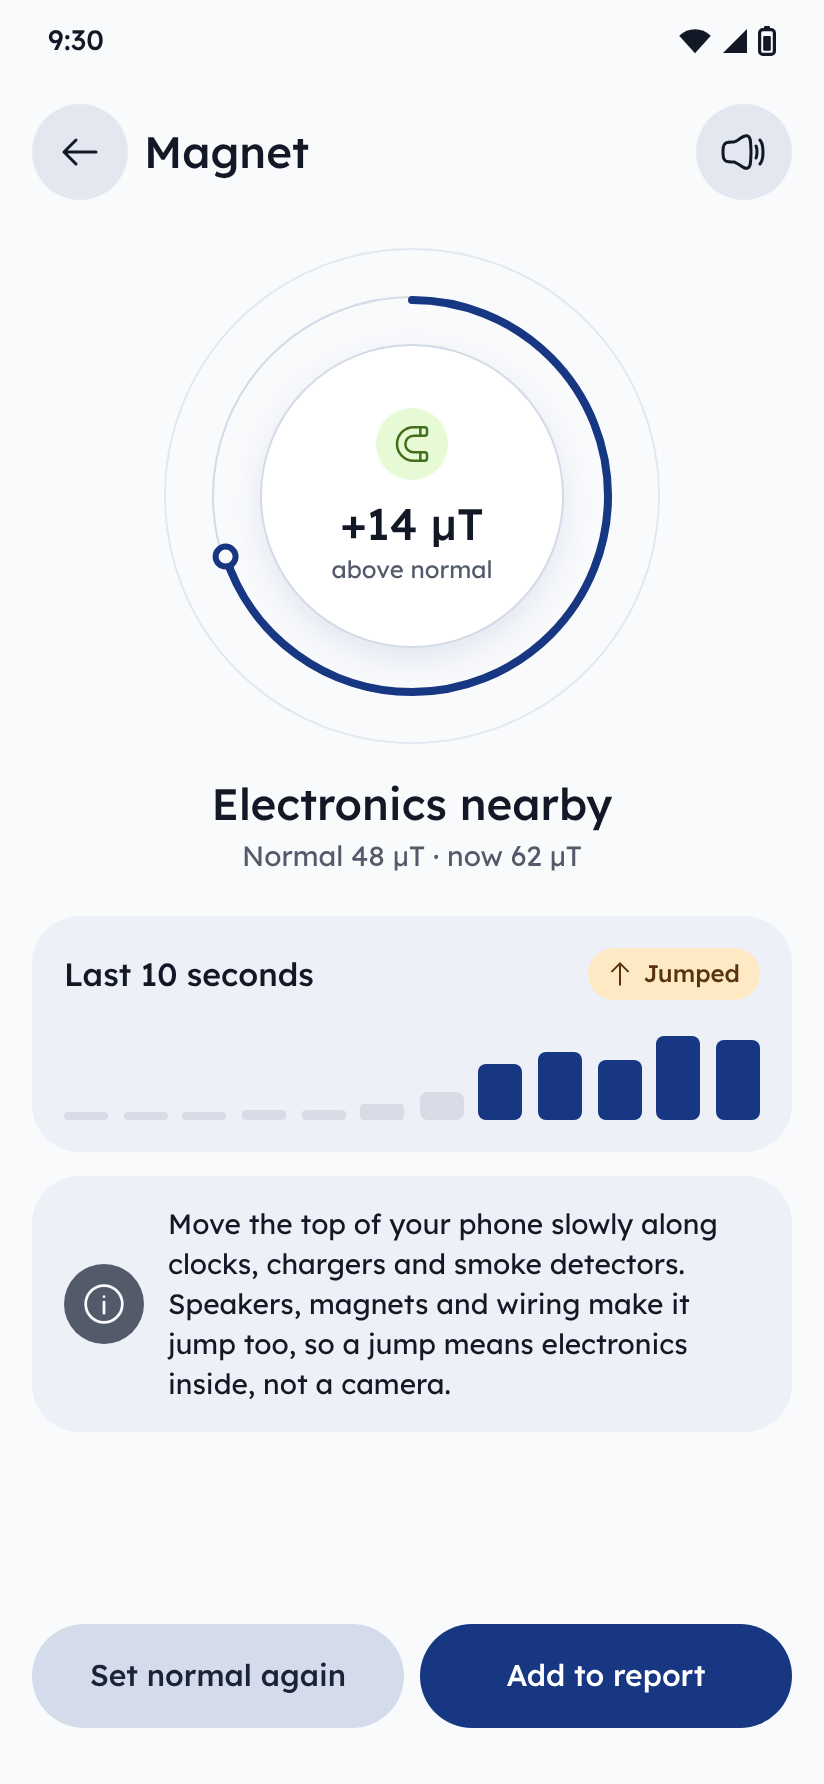 9:30
Magnet
+14 µT
above normal
Electronics nearby
Normal 48 µT · now 62 µT
Last 10 seconds
Jumped
Move the top of your phone slowly along
clocks, chargers and smoke detectors.
Speakers, magnets and wiring make it
jump too, so a jump means electronics
inside, not a camera.
Set normal again
Add to report